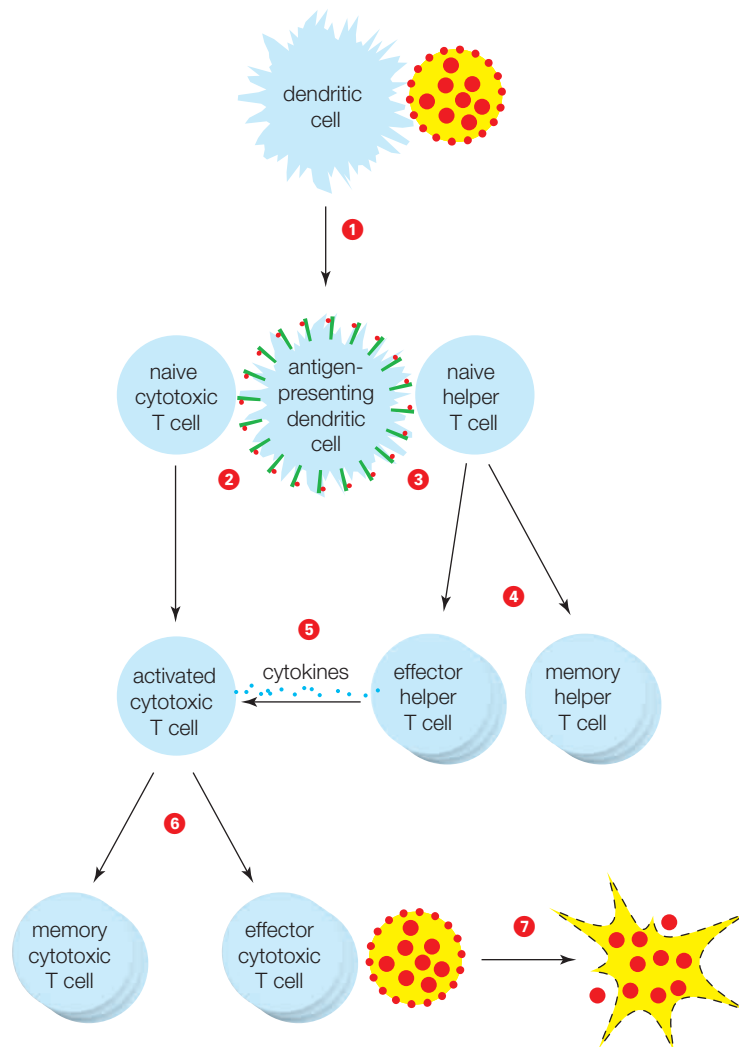 dendritic
cell
1
naive
cytotoxic
T cell
antigen-
presenting
dendritic
cell
naive
helper
T cell
2
3
4
5
activated
cytotoxic
T cell
cytokines
effector
helper
T cell
memory
helper
T cell
6
memory
cytotoxic
T cell
effector
cytotoxic
T cell
7